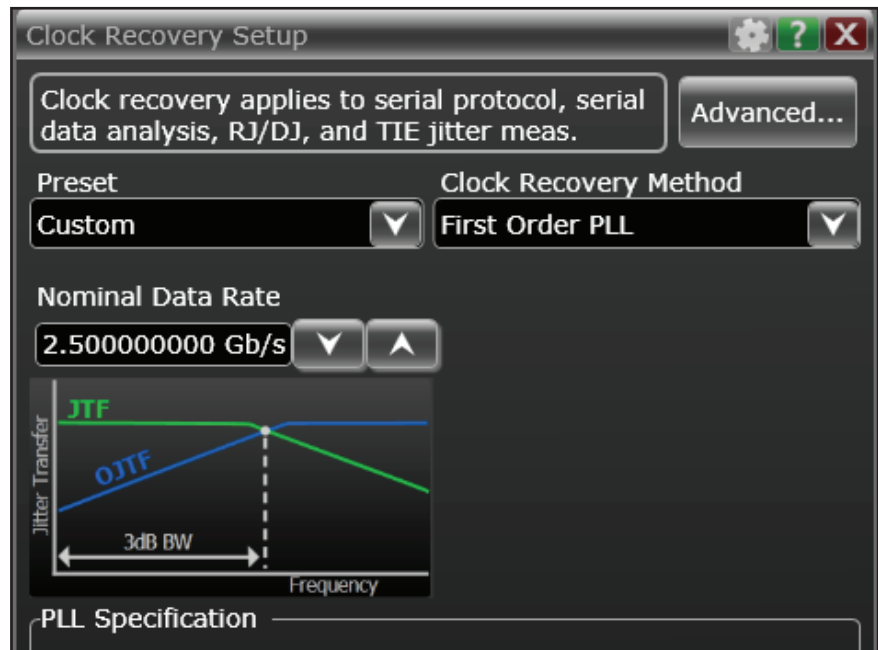 Clock Recovery Setup
?
X
Clock recovery applies to serial protocol, serial
data analysis, RJ/DJ, and TIE jitter meas.
Advanced...
Preset
Clock Recovery Method
Custom
First Order PLL
Nominal Data Rate
2.500000000 Gb/s
JTF
OJTF
Jitter Transfer
3dB BW
Frequency
PLL Specification